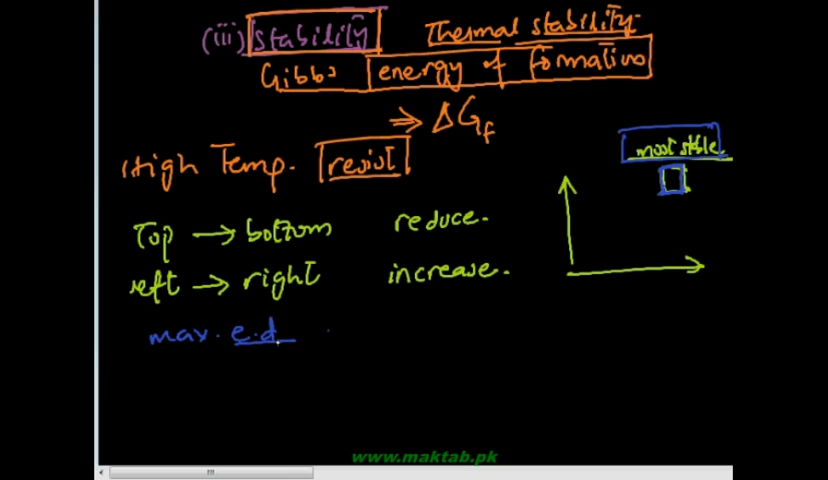 (iii) Stability Thermal stability.
Gibbs energy of formation
⇒ ΔGf
High Temp. resist
most stable
Top → bottom reduce.
left → right increase.
max. e.d
www.maktab.pk